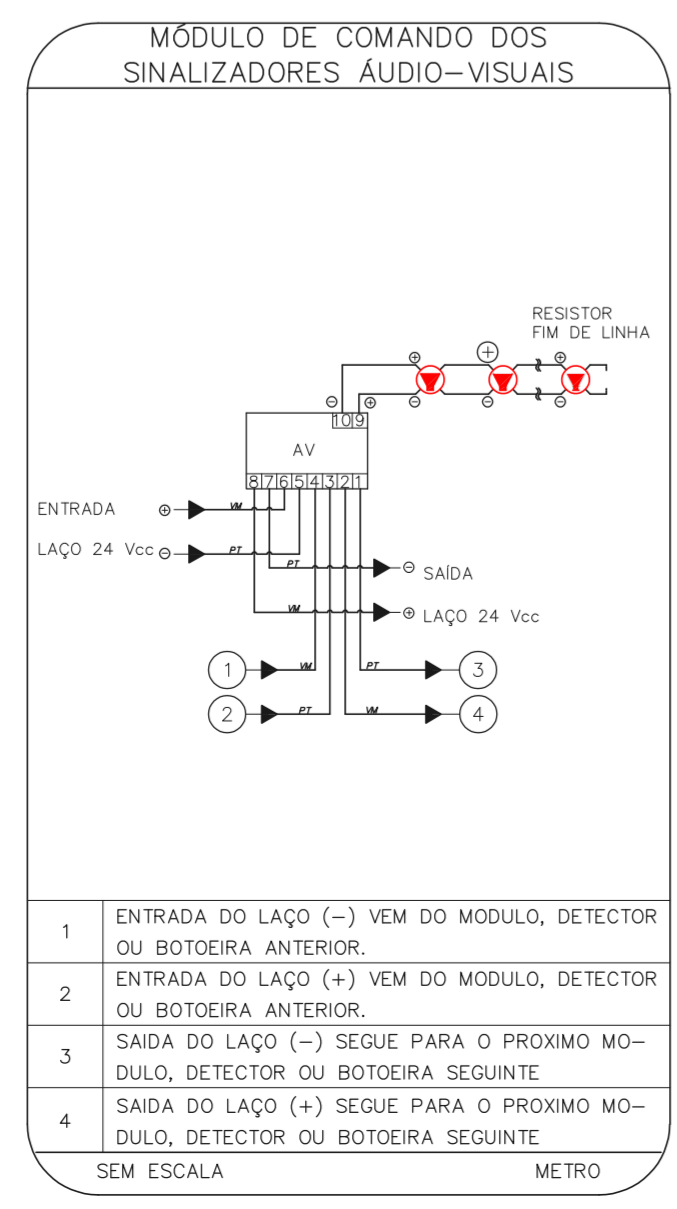 MÓDULO DE COMANDO DOS
SINALIZADORES ÁUDIO-VISUAIS
RESISTOR
FIM DE LINHA
+ + +
- - -
- +
10 9
AV
8 7 6 5 4 3 2 1
ENTRADA + VM
LAÇO 24 Vcc - PT
PT - SAÍDA
VM + LAÇO 24 Vcc
1 VM PT 3
2 PT VM 4
1 ENTRADA DO LAÇO (-) VEM DO MODULO, DETECTOR
OU BOTOEIRA ANTERIOR.
2 ENTRADA DO LAÇO (+) VEM DO MODULO, DETECTOR
OU BOTOEIRA ANTERIOR.
3 SAIDA DO LAÇO (-) SEGUE PARA O PROXIMO MO-
DULO, DETECTOR OU BOTOEIRA SEGUINTE
4 SAIDA DO LAÇO (+) SEGUE PARA O PROXIMO MO-
DULO, DETECTOR OU BOTOEIRA SEGUINTE
SEM ESCALA METRO